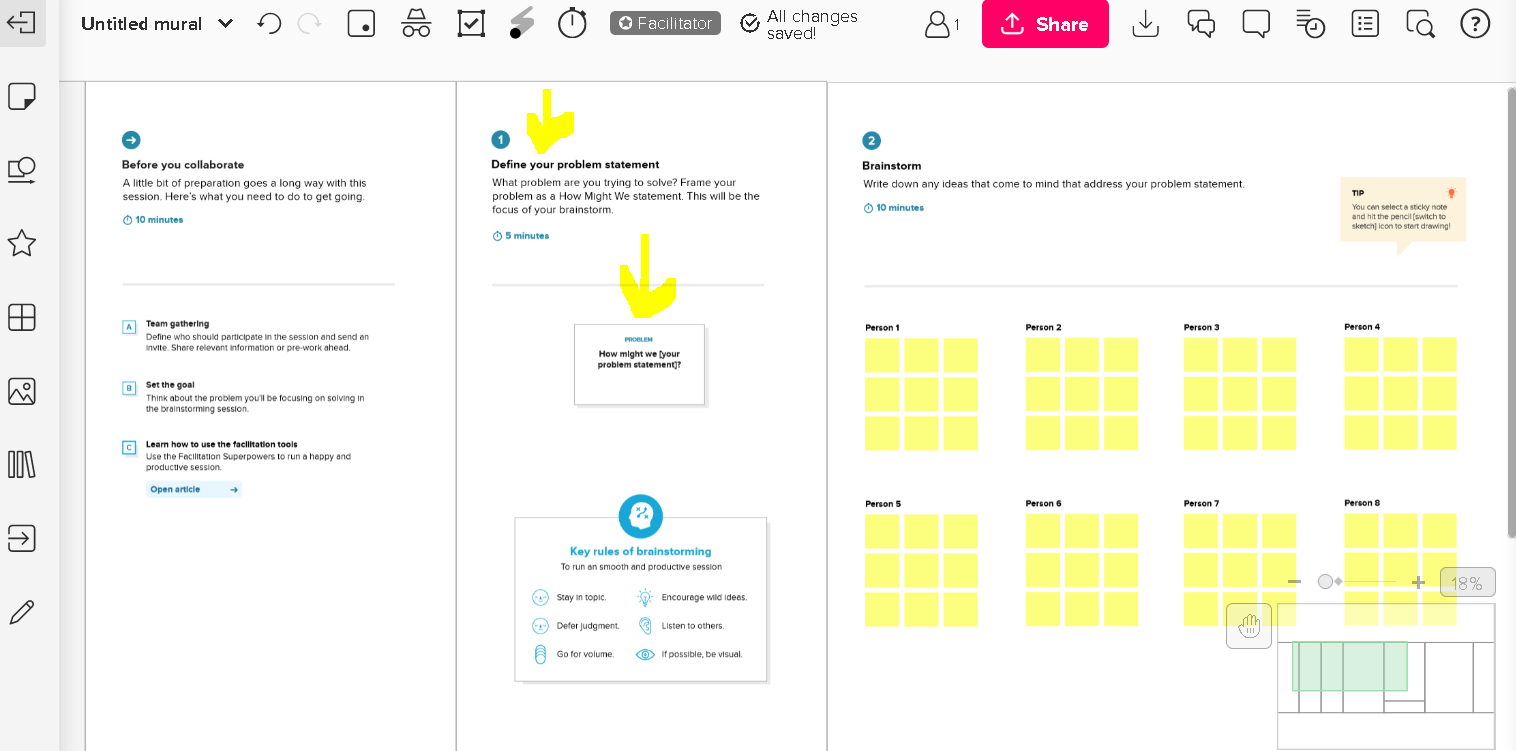 Untitled mural
Facilitator
All changes
saved!
1
Share
?
Before you collaborate
A little bit of preparation goes a long way with this
session. Here's what you need to do to get going.
10 minutes
A
Team gathering
Define who should participate in the session and send an
invite. Share relevant information or pre-work ahead.
B
Set the goal
Think about the problem you'll be focusing on solving in
the brainstorming session.
C
Learn how to use the facilitation tools
Use the Facilitation Superpowers to run a happy and
productive session.
Open article
1
Define your problem statement
What problem are you trying to solve? Frame your
problem as a How Might We statement. This will be the
focus of your brainstorm.
5 minutes
PROBLEM
How might we [your
problem statement]?
Key rules of brainstorming
To run an smooth and productive session
Stay in topic.
Encourage wild ideas.
Defer judgment.
Listen to others.
Go for volume.
If possible, be visual.
2
Brainstorm
Write down any ideas that come to mind that address your problem statement.
10 minutes
TIP
You can select a sticky note
and hit the pencil [switch to
sketch] icon to start drawing!
Person 1
Person 2
Person 3
Person 4
Person 5
Person 6
Person 7
Person 8
18%